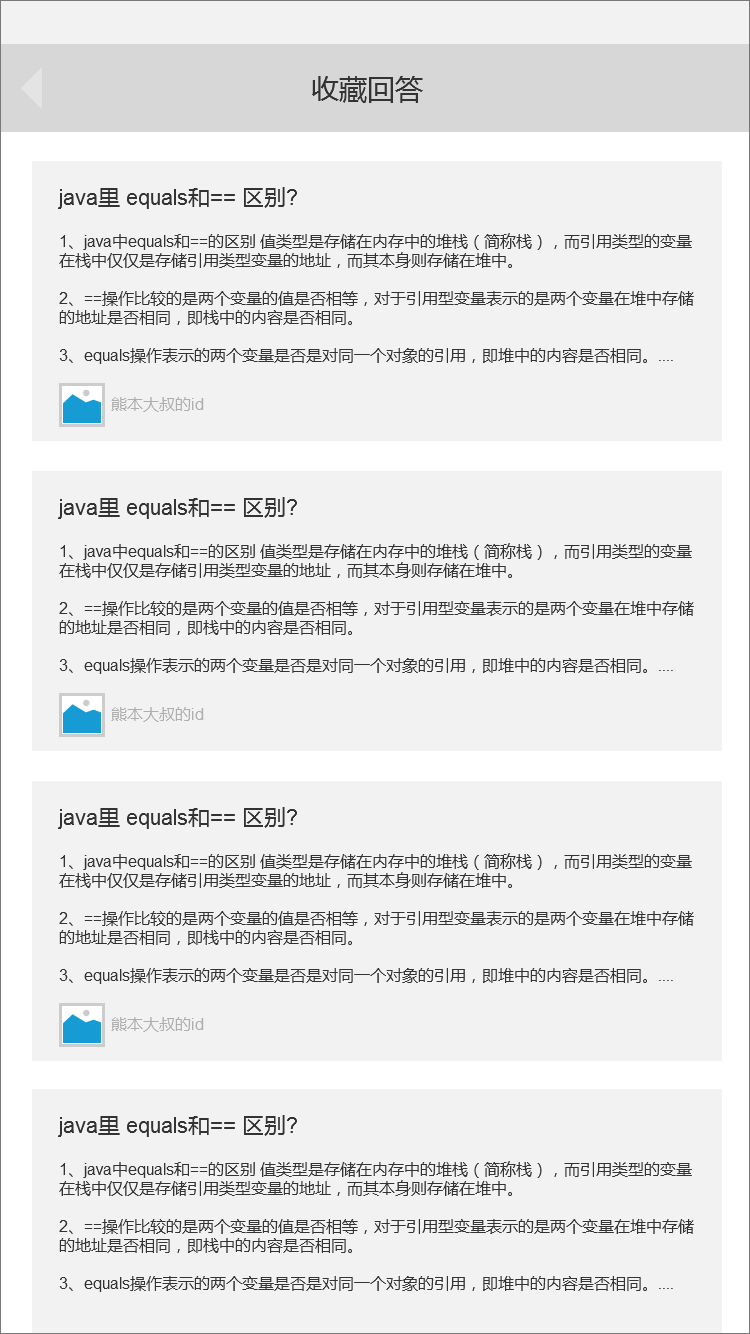 收藏回答
java里 equals和== 区别?
1、java中equals和==的区别 值类型是存储在内存中的堆栈（简称栈），而引用类型的变量
在栈中仅仅是存储引用类型变量的地址，而其本身则存储在堆中。
2、==操作比较的是两个变量的值是否相等，对于引用型变量表示的是两个变量在堆中存储
的地址是否相同，即栈中的内容是否相同。
3、equals操作表示的两个变量是否是对同一个对象的引用，即堆中的内容是否相同。....
熊本大叔的id
java里 equals和== 区别?
1、java中equals和==的区别 值类型是存储在内存中的堆栈（简称栈），而引用类型的变量
在栈中仅仅是存储引用类型变量的地址，而其本身则存储在堆中。
2、==操作比较的是两个变量的值是否相等，对于引用型变量表示的是两个变量在堆中存储
的地址是否相同，即栈中的内容是否相同。
3、equals操作表示的两个变量是否是对同一个对象的引用，即堆中的内容是否相同。....
熊本大叔的id
java里 equals和== 区别?
1、java中equals和==的区别 值类型是存储在内存中的堆栈（简称栈），而引用类型的变量
在栈中仅仅是存储引用类型变量的地址，而其本身则存储在堆中。
2、==操作比较的是两个变量的值是否相等，对于引用型变量表示的是两个变量在堆中存储
的地址是否相同，即栈中的内容是否相同。
3、equals操作表示的两个变量是否是对同一个对象的引用，即堆中的内容是否相同。....
熊本大叔的id
java里 equals和== 区别?
1、java中equals和==的区别 值类型是存储在内存中的堆栈（简称栈），而引用类型的变量
在栈中仅仅是存储引用类型变量的地址，而其本身则存储在堆中。
2、==操作比较的是两个变量的值是否相等，对于引用型变量表示的是两个变量在堆中存储
的地址是否相同，即栈中的内容是否相同。
3、equals操作表示的两个变量是否是对同一个对象的引用，即堆中的内容是否相同。....